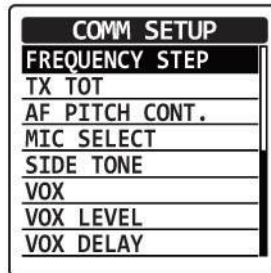 COMM SETUP
FREQUENCY STEP
TX TOT
AF PITCH CONT.
MIC SELECT
SIDE TONE
VOX
VOX LEVEL
VOX DELAY